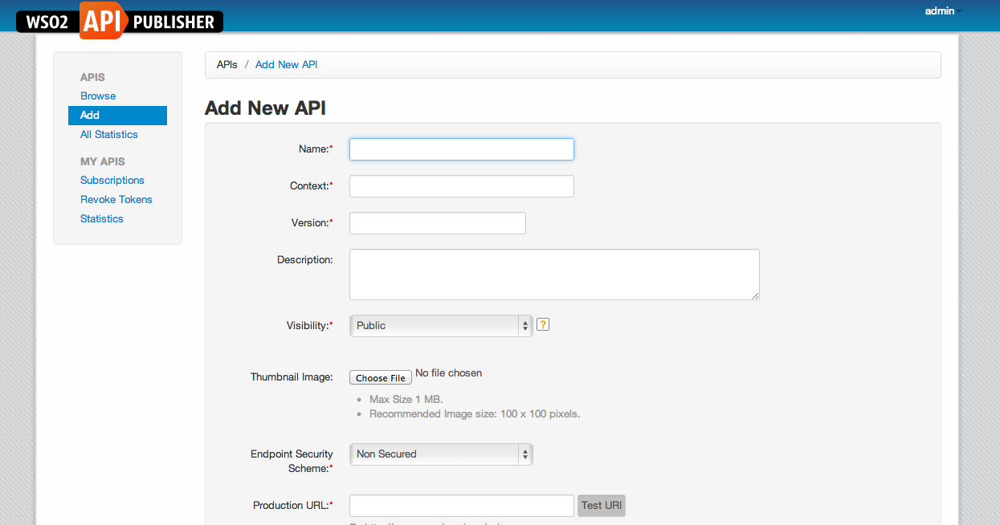 WSO2 API PUBLISHER
admin
APIS
Browse
Add
All Statistics
MY APIS
Subscriptions
Revoke Tokens
Statistics
APIs / Add New API
Add New API
Name:*
Context:*
Version:*
Description:
Visibility:* Public ?
Thumbnail Image: Choose File No file chosen
Max Size 1 MB.
Recommended Image size: 100 x 100 pixels.
Endpoint Security Non Secured
Scheme:*
Production URL:* Test URI